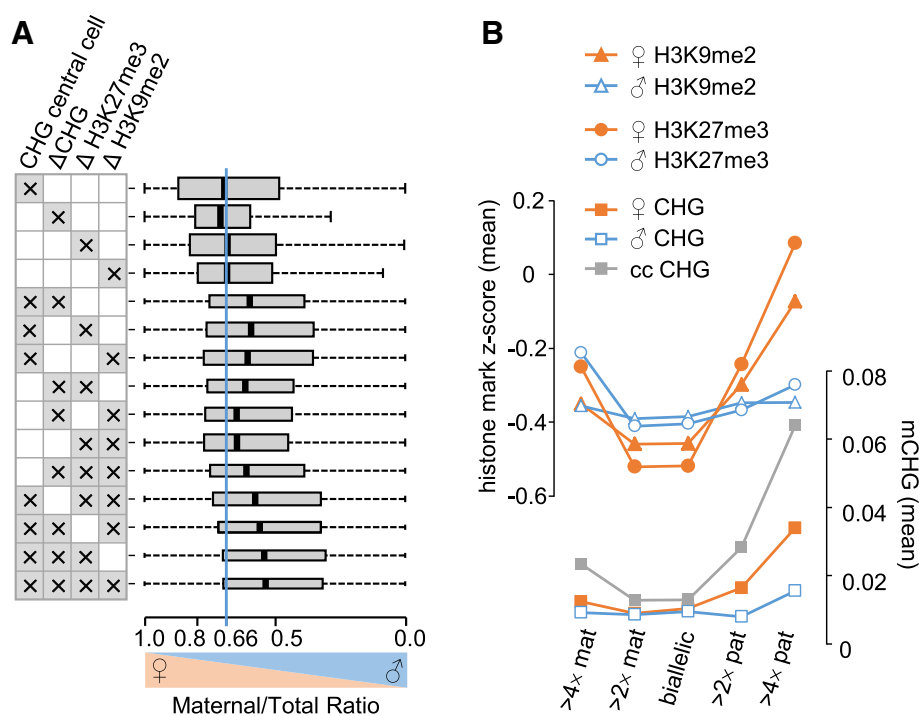 A
CHG central cell
ΔCHG
Δ H3K27me3
Δ H3K9me2
×
×
×
×
× ×
× ×
× ×
× ×
× ×
× ×
× × ×
× × ×
× × ×
× × ×
× × × ×
1.0 0.8 0.66 0.5 0.0
♀ ♂
Maternal/Total Ratio
B
♀ H3K9me2
♂ H3K9me2
♀ H3K27me3
♂ H3K27me3
♀ CHG
♂ CHG
cc CHG
histone mark z-score (mean)
0.2
0
-0.2
-0.4
-0.6
0.08
0.06
0.04
0.02
0
mCHG (mean)
>4× mat
>2× mat
biallelic
>2× pat
>4× pat